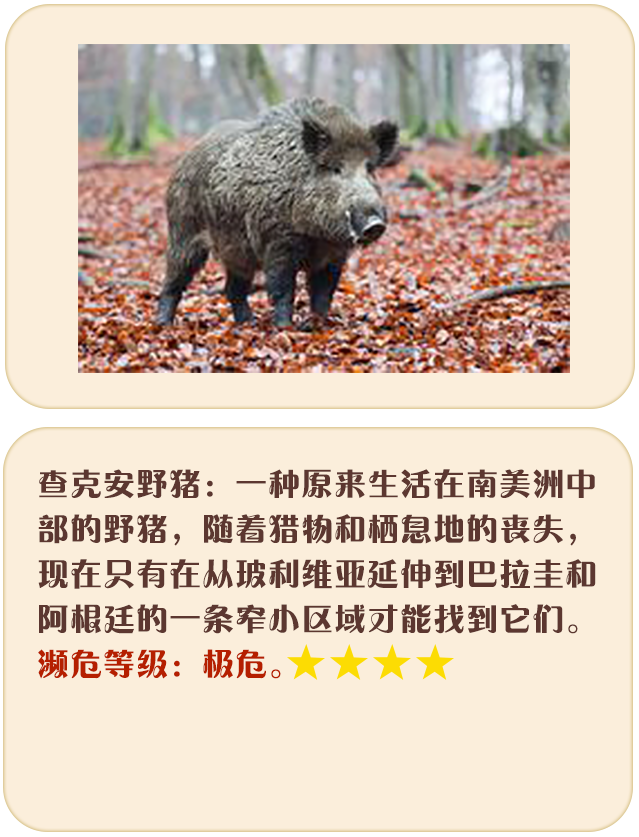 查克安野猪：一种原来生活在南美洲中
部的野猪，随着猎物和栖息地的丧失，
现在只有在从玻利维亚延伸到巴拉圭和
阿根廷的一条窄小区域才能找到它们。
濒危等级：极危。★★★★